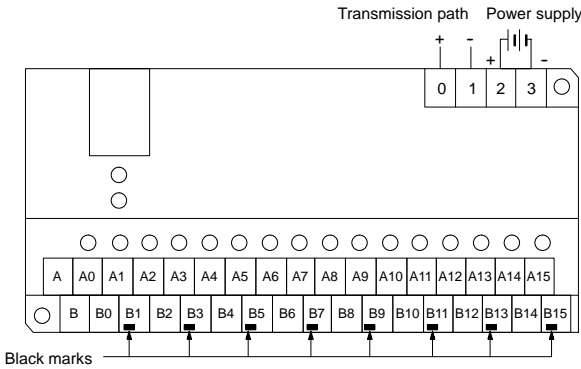 Transmission path Power supply
+ - + -
0 1 2 3
A A0 A1 A2 A3 A4 A5 A6 A7 A8 A9 A10 A11 A12 A13 A14 A15
B B0 B1 B2 B3 B4 B5 B6 B7 B8 B9 B10 B11 B12 B13 B14 B15
Black marks